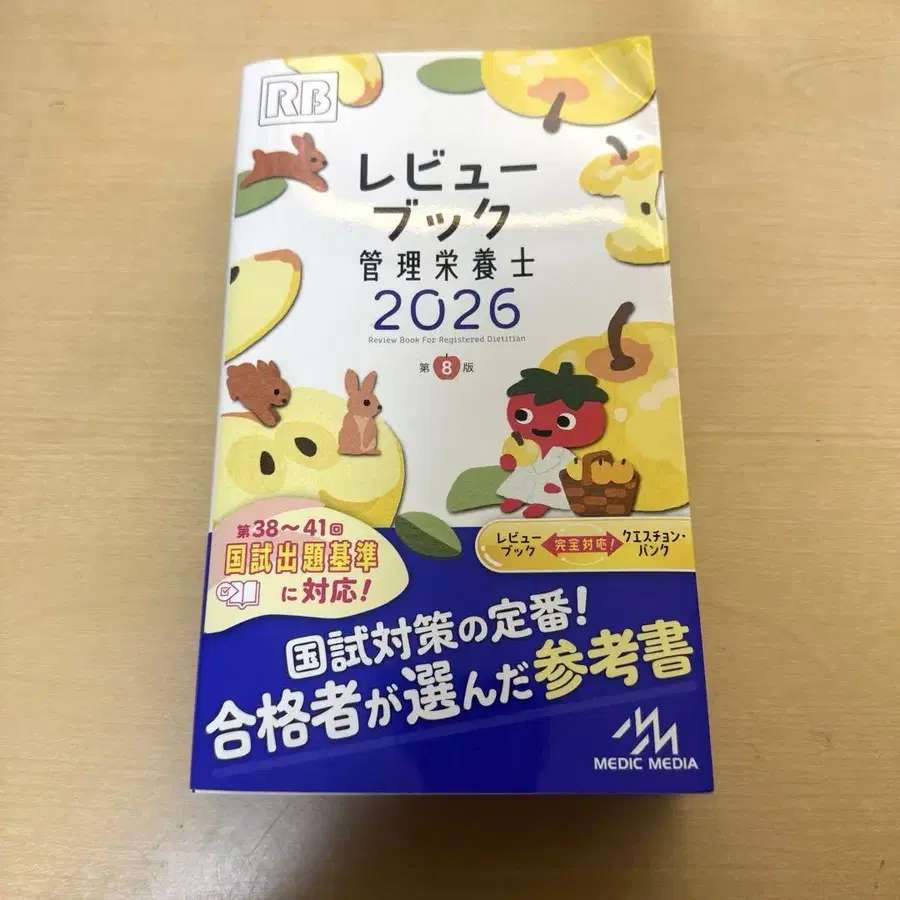 RB
レビュー
ブック
管理栄養士
2026
Review Book For Registered Dietitian
第8版
第38～41回
国試出題基準
に対応!
レビュー
ブック
完全対応!
クエスチョン・
バンク
国試対策の定番!
合格者が選んだ参考書
MEDIC MEDIA